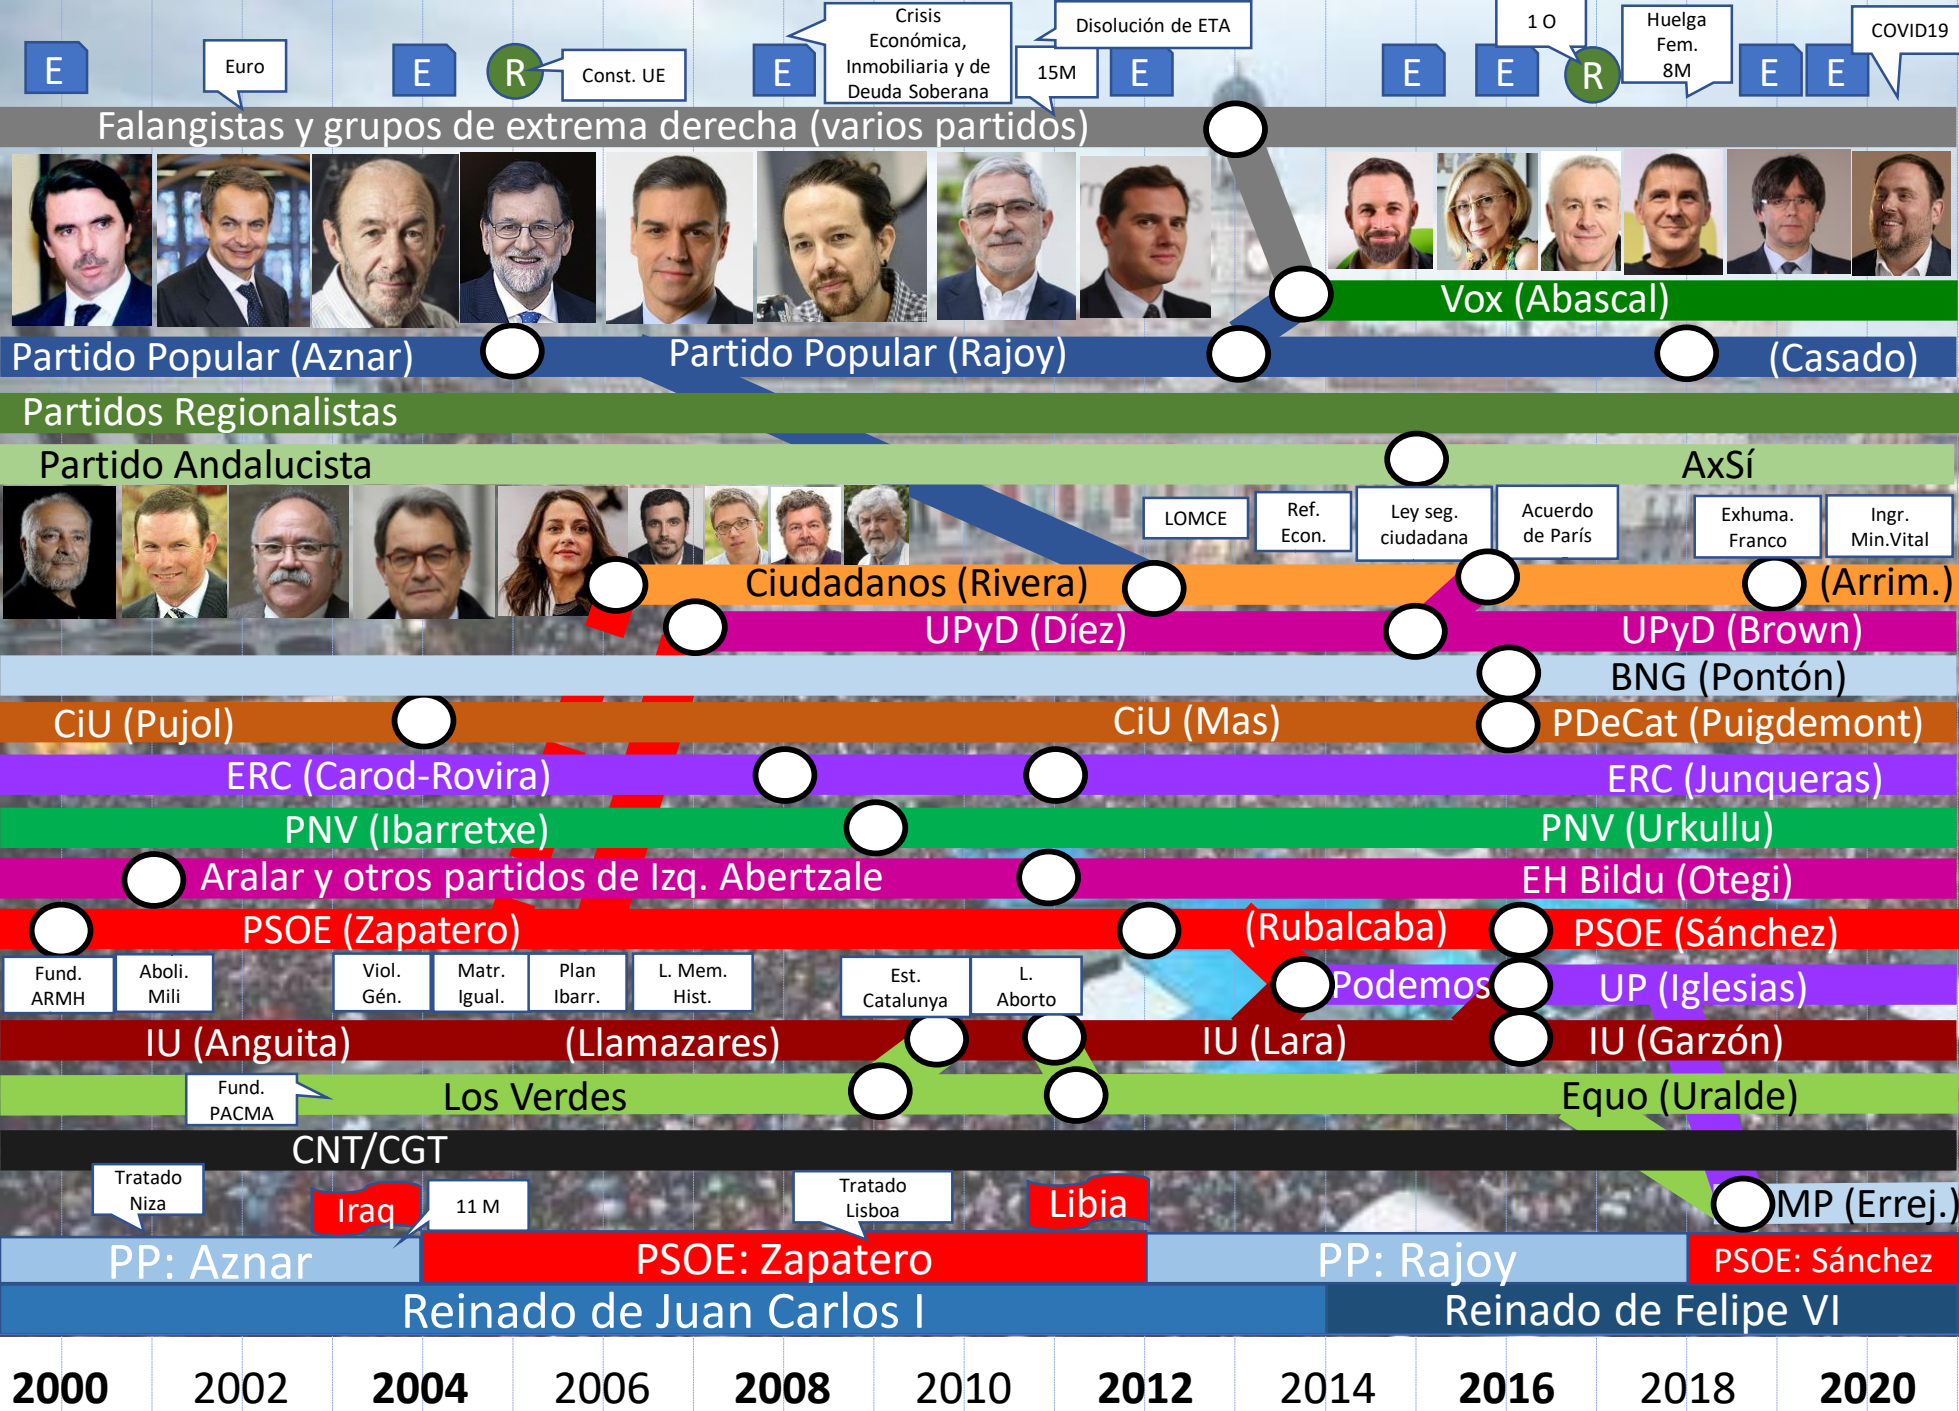 E
Euro
E
R
Const. UE
E
Crisis
Económica,
Inmobiliaria y de
Deuda Soberana
15M
Disolución de ETA
E
E
E
1 O
R
Huelga
Fem.
8M
E
E
COVID19
Falangistas y grupos de extrema derecha (varios partidos)
Vox (Abascal)
Partido Popular (Aznar)
Partido Popular (Rajoy)
(Casado)
Partidos Regionalistas
Partido Andalucista
AxSí
LOMCE
Ref.
Econ.
Ley seg.
ciudadana
Acuerdo
de París
Exhuma.
Franco
Ingr.
Min.Vital
Ciudadanos (Rivera)
(Arrim.)
UPyD (Díez)
UPyD (Brown)
BNG (Pontón)
CiU (Pujol)
CiU (Mas)
PDeCat (Puigdemont)
ERC (Carod-Rovira)
ERC (Junqueras)
PNV (Ibarretxe)
PNV (Urkullu)
Aralar y otros partidos de Izq. Abertzale
EH Bildu (Otegi)
PSOE (Zapatero)
(Rubalcaba)
PSOE (Sánchez)
Fund.
ARMH
Aboli.
Mili
Viol.
Gén.
Matr.
Igual.
Plan
Ibarr.
L. Mem.
Hist.
Est.
Catalunya
L.
Aborto
Podemos
UP (Iglesias)
IU (Anguita)
(Llamazares)
IU (Lara)
IU (Garzón)
Fund.
PACMA
Los Verdes
Equo (Uralde)
CNT/CGT
Tratado
Niza
Iraq
11 M
Tratado
Lisboa
Libia
MP (Errej.)
PP: Aznar
PSOE: Zapatero
PP: Rajoy
PSOE: Sánchez
Reinado de Juan Carlos I
Reinado de Felipe VI
2000 2002 2004 2006 2008 2010 2012 2014 2016 2018 2020